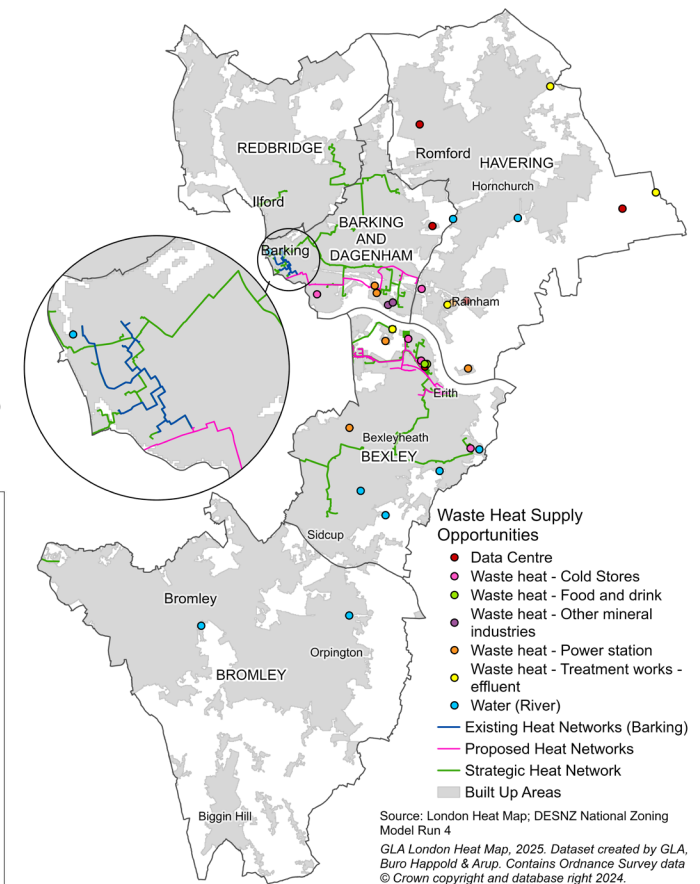 REDBRIDGE
Romford
HAVERING
Hornchurch
Ilford
BARKING
AND
DAGENHAM
Barking
Rainham
Erith
Bexleyheath
BEXLEY
Sidcup
Waste Heat Supply
Opportunities
Data Centre
Waste heat - Cold Stores
Waste heat - Food and drink
Waste heat - Other mineral
industries
Waste heat - Power station
Waste heat - Treatment works -
effluent
Water (River)
Existing Heat Networks (Barking)
Proposed Heat Networks
Strategic Heat Network
Built Up Areas
Bromley
Orpington
BROMLEY
Biggin Hill
Source: London Heat Map; DESNZ National Zoning
Model Run 4
GLA London Heat Map, 2025. Dataset created by GLA,
Buro Happold & Arup. Contains Ordnance Survey data
© Crown copyright and database right 2024.